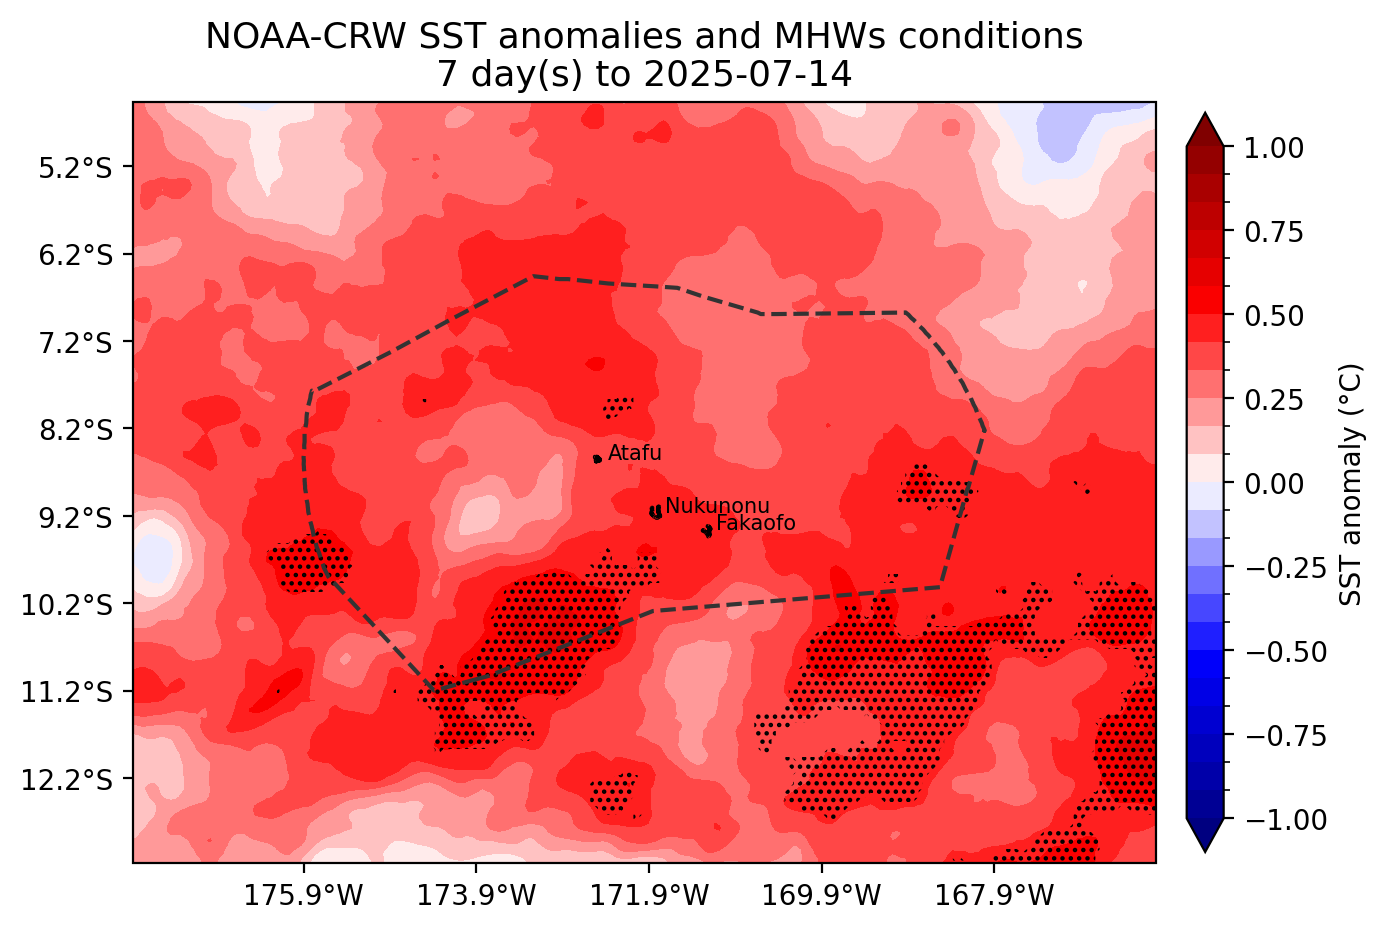 NOAA-CRW SST anomalies and MHWs conditions
7 day(s) to 2025-07-14
5.2°S
6.2°S
7.2°S
8.2°S
9.2°S
10.2°S
11.2°S
12.2°S
Atafu
Nukunonu
Fakaofo
175.9°W
173.9°W
171.9°W
169.9°W
167.9°W
1.00
0.75
0.50
0.25
0.00
−0.25
−0.50
−0.75
−1.00
SST anomaly (°C)